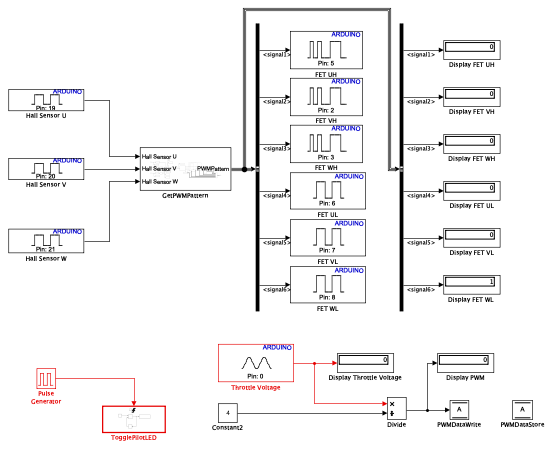 ARDUINO
Pin: 19
Hall Sensor U
ARDUINO
Pin: 20
Hall Sensor V
ARDUINO
Pin: 21
Hall Sensor W
Hall Sensor U
Hall Sensor V
Hall Sensor W
PWMPattern
GetPWMPattern
<signal1>
<signal2>
<signal3>
<signal4>
<signal5>
<signal6>
ARDUINO
Pin: 5
FET UH
ARDUINO
Pin: 2
FET VH
ARDUINO
Pin: 3
FET WH
ARDUINO
Pin: 6
FET UL
ARDUINO
Pin: 7
FET VL
ARDUINO
Pin: 8
FET WL
<signal1>
<signal2>
<signal3>
<signal4>
<signal5>
<signal6>
0
Display FET UH
0
Display FET VH
0
Display FET WH
0
Display FET UL
0
Display FET VL
1
Display FET WL
Pulse
Generator
TogglePilotLED
ARDUINO
Pin: 0
Throttle Voltage
4
Constant2
0
Display Throttle Voltage
×
÷
Divide
0
Display PWM
A
PWMDataWrite
A
PWMDataStore